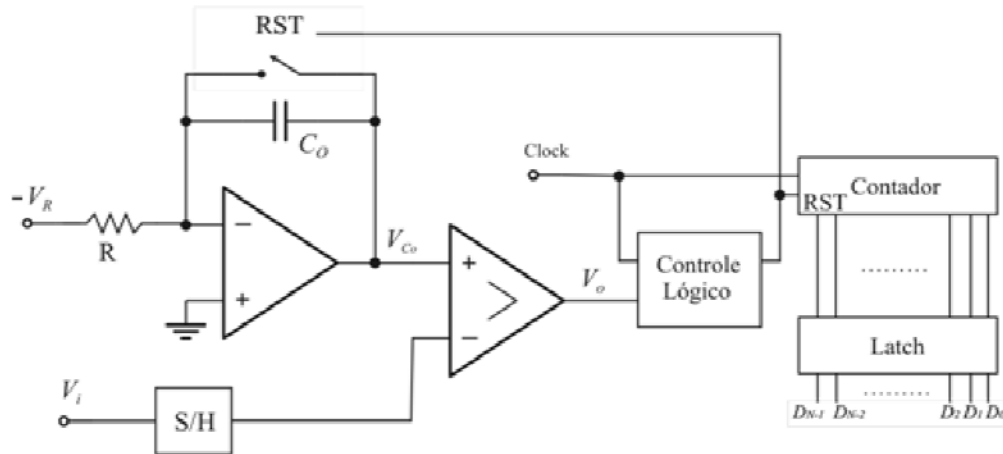 RST
C_O
Clock
−V_R
R
−
+
V_Co
+
−
>
V_o
Controle
Lógico
Contador
RST
.........
Latch
.........
V_i
S/H
D_N-1 D_N-2 D_2 D_1 D_0